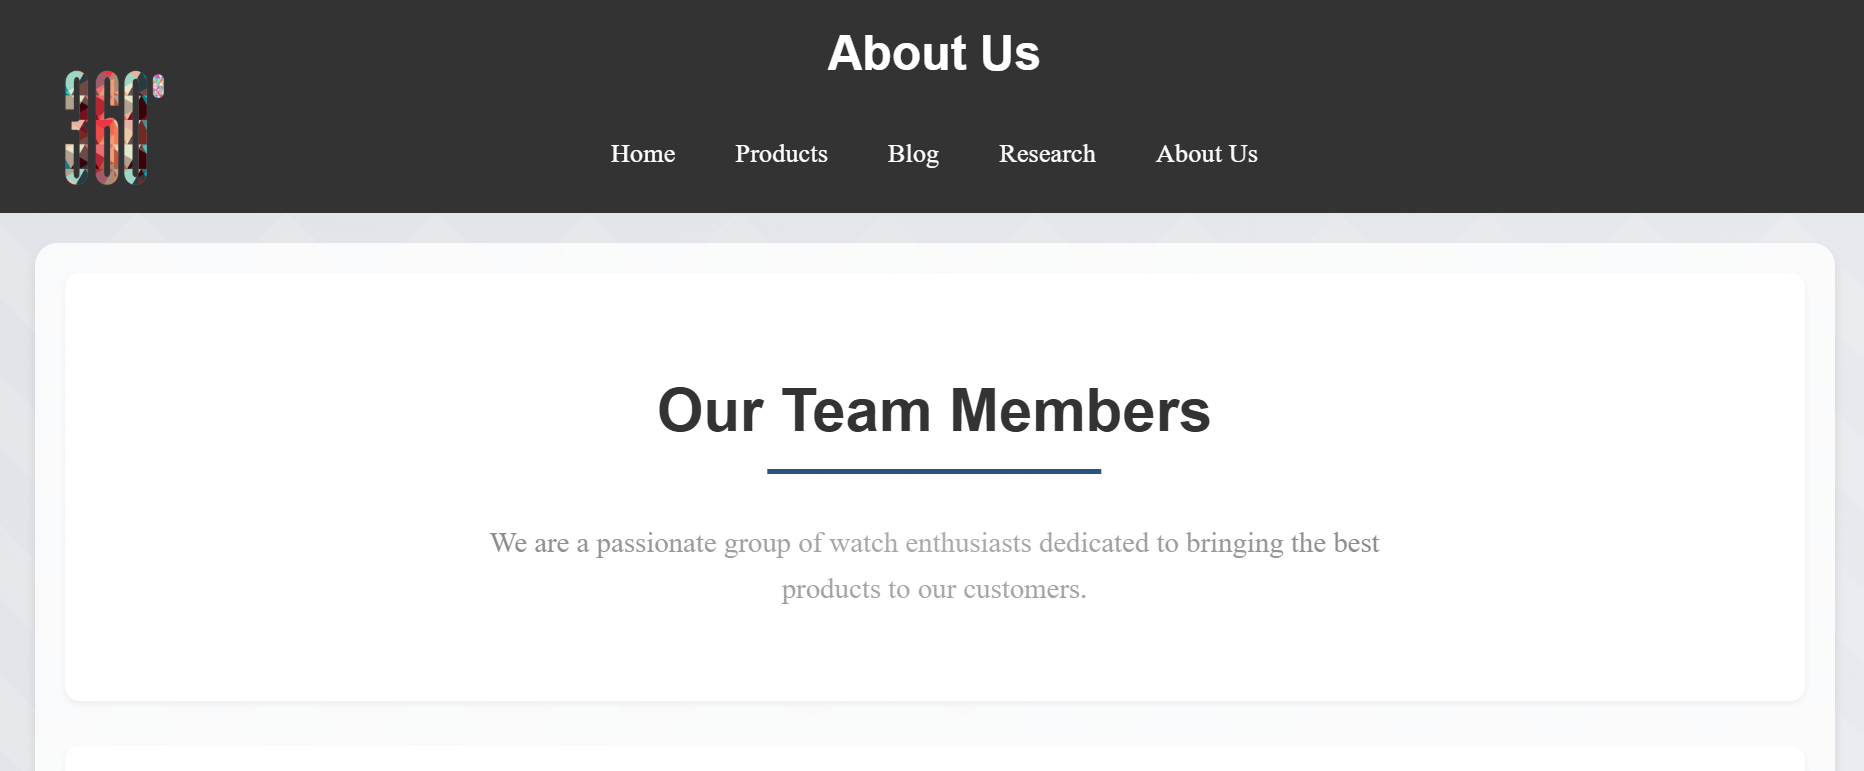 About Us
360°
Home Products Blog Research About Us
Our Team Members
We are a passionate group of watch enthusiasts dedicated to bringing the best
products to our customers.